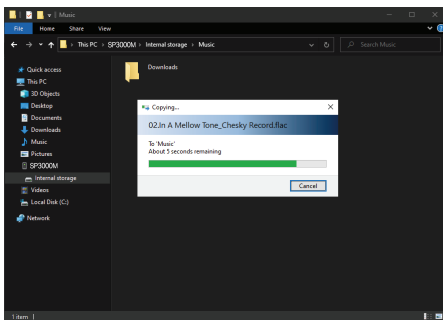 Music
File Home Share View
This PC > SP3000M > Internal storage > Music
Search Music
Quick access
This PC
3D Objects
Desktop
Documents
Downloads
Music
Pictures
SP3000M
Internal storage
Videos
Local Disk (C:)
Network
Downloads
Copying...
02.In A Mellow Tone_Chesky Record.flac
To 'Music'
About 5 seconds remaining
Cancel
1 item